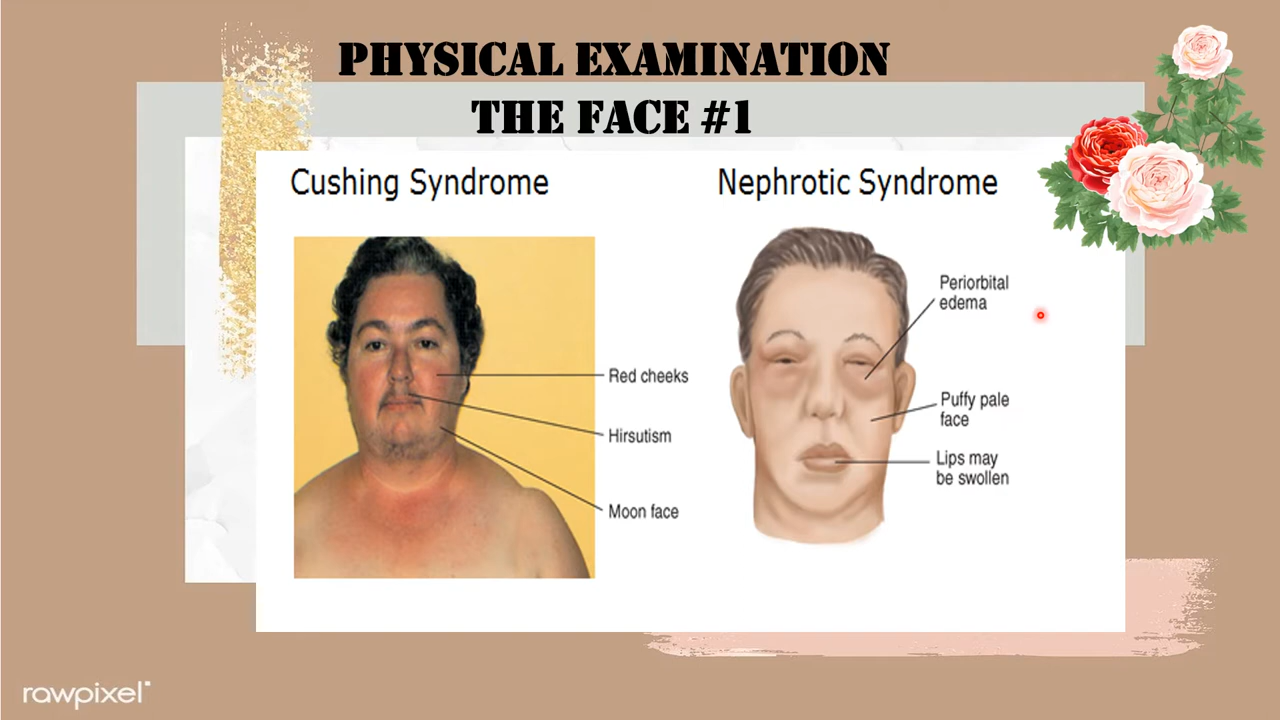 PHYSICAL EXAMINATION
THE FACE #1
Cushing Syndrome
Red cheeks
Hirsutism
Moon face
Nephrotic Syndrome
Periorbital
edema
Puffy pale
face
Lips may
be swollen
rawpixel